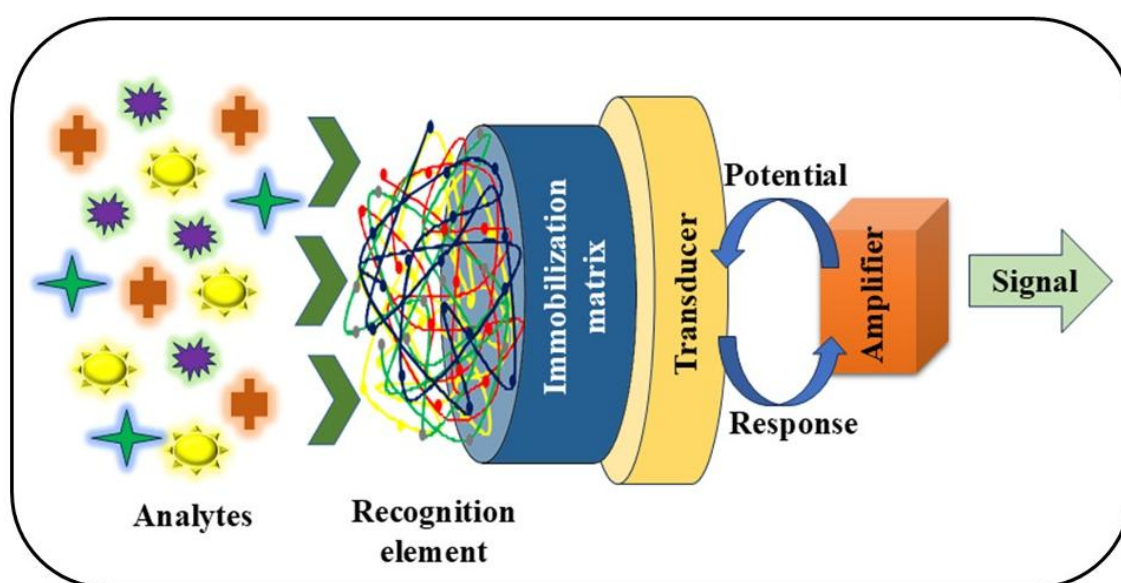 Analytes
Recognition
element
Immobilization
matrix
Transducer
Potential
Response
Amplifier
Signal